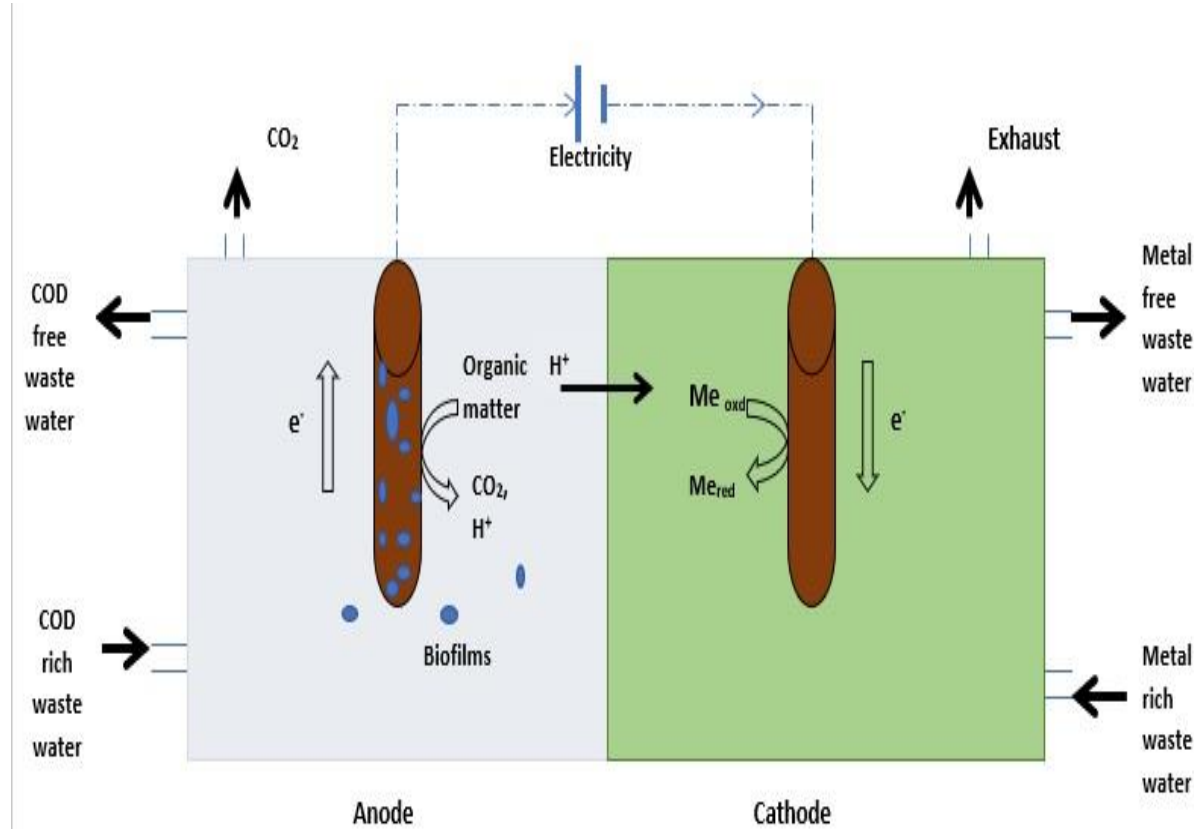 CO₂
Exhaust
Electricity
COD
free
waste
water
Metal
free
waste
water
Organic H⁺
matter
e⁻
CO₂,
H⁺
Me oxd
Me red
e⁻
COD
rich
waste
water
Biofilms
Metal
rich
waste
water
Anode
Cathode